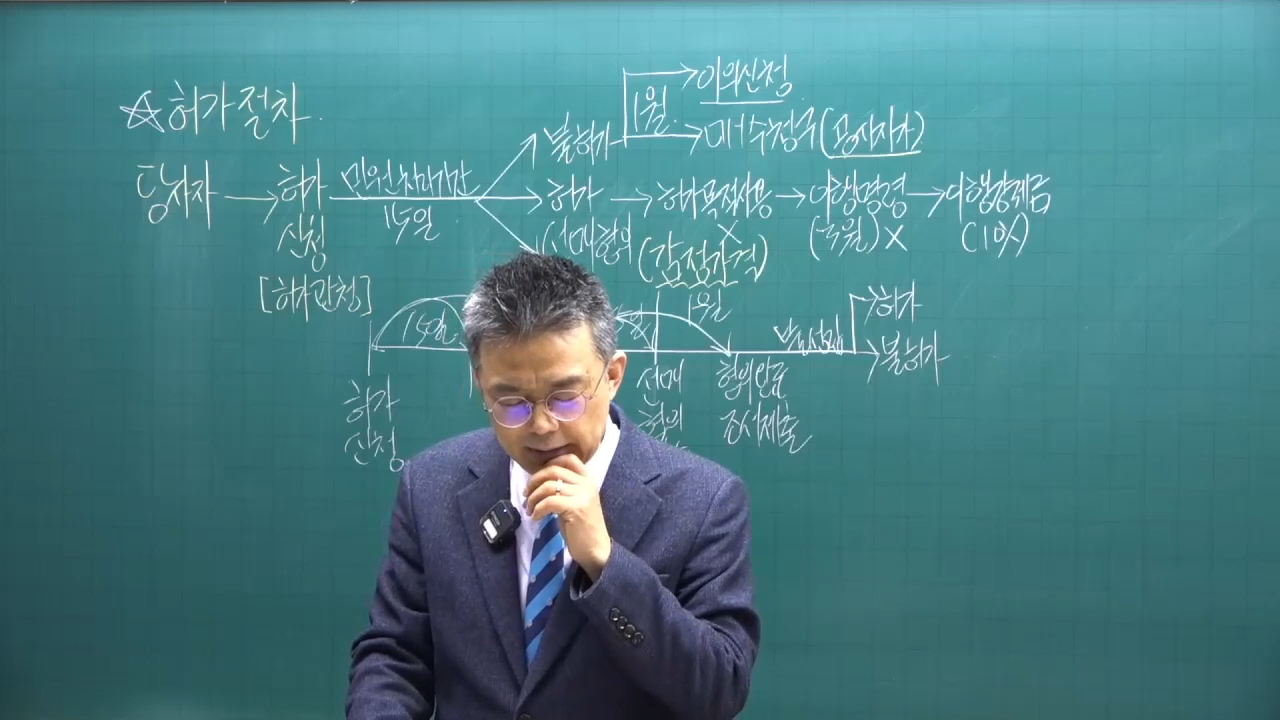 ☆허가절차
당사자 → 허가신청 [허가관청]
민원처리기간
15일
불허가
1월
이의신청
매수청구(공시지가)
허가 → 허가목적사용 → 이행명령 → 이행강제금
선매협의
(감정가격)
(3월)
(10%)
15일
1월
허가
신청
선매
협의
협의완료
조서제출
허가
불허가